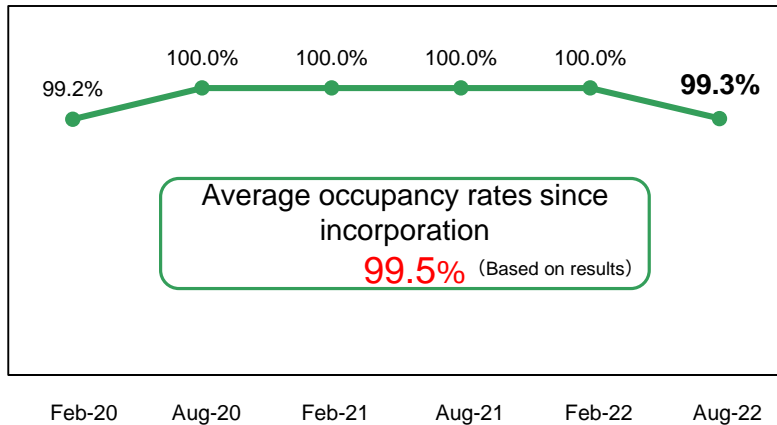 99.2%
100.0%
100.0%
100.0%
100.0%
99.3%
Average occupancy rates since
incorporation
99.5% （Based on results）
Feb-20
Aug-20
Feb-21
Aug-21
Feb-22
Aug-22